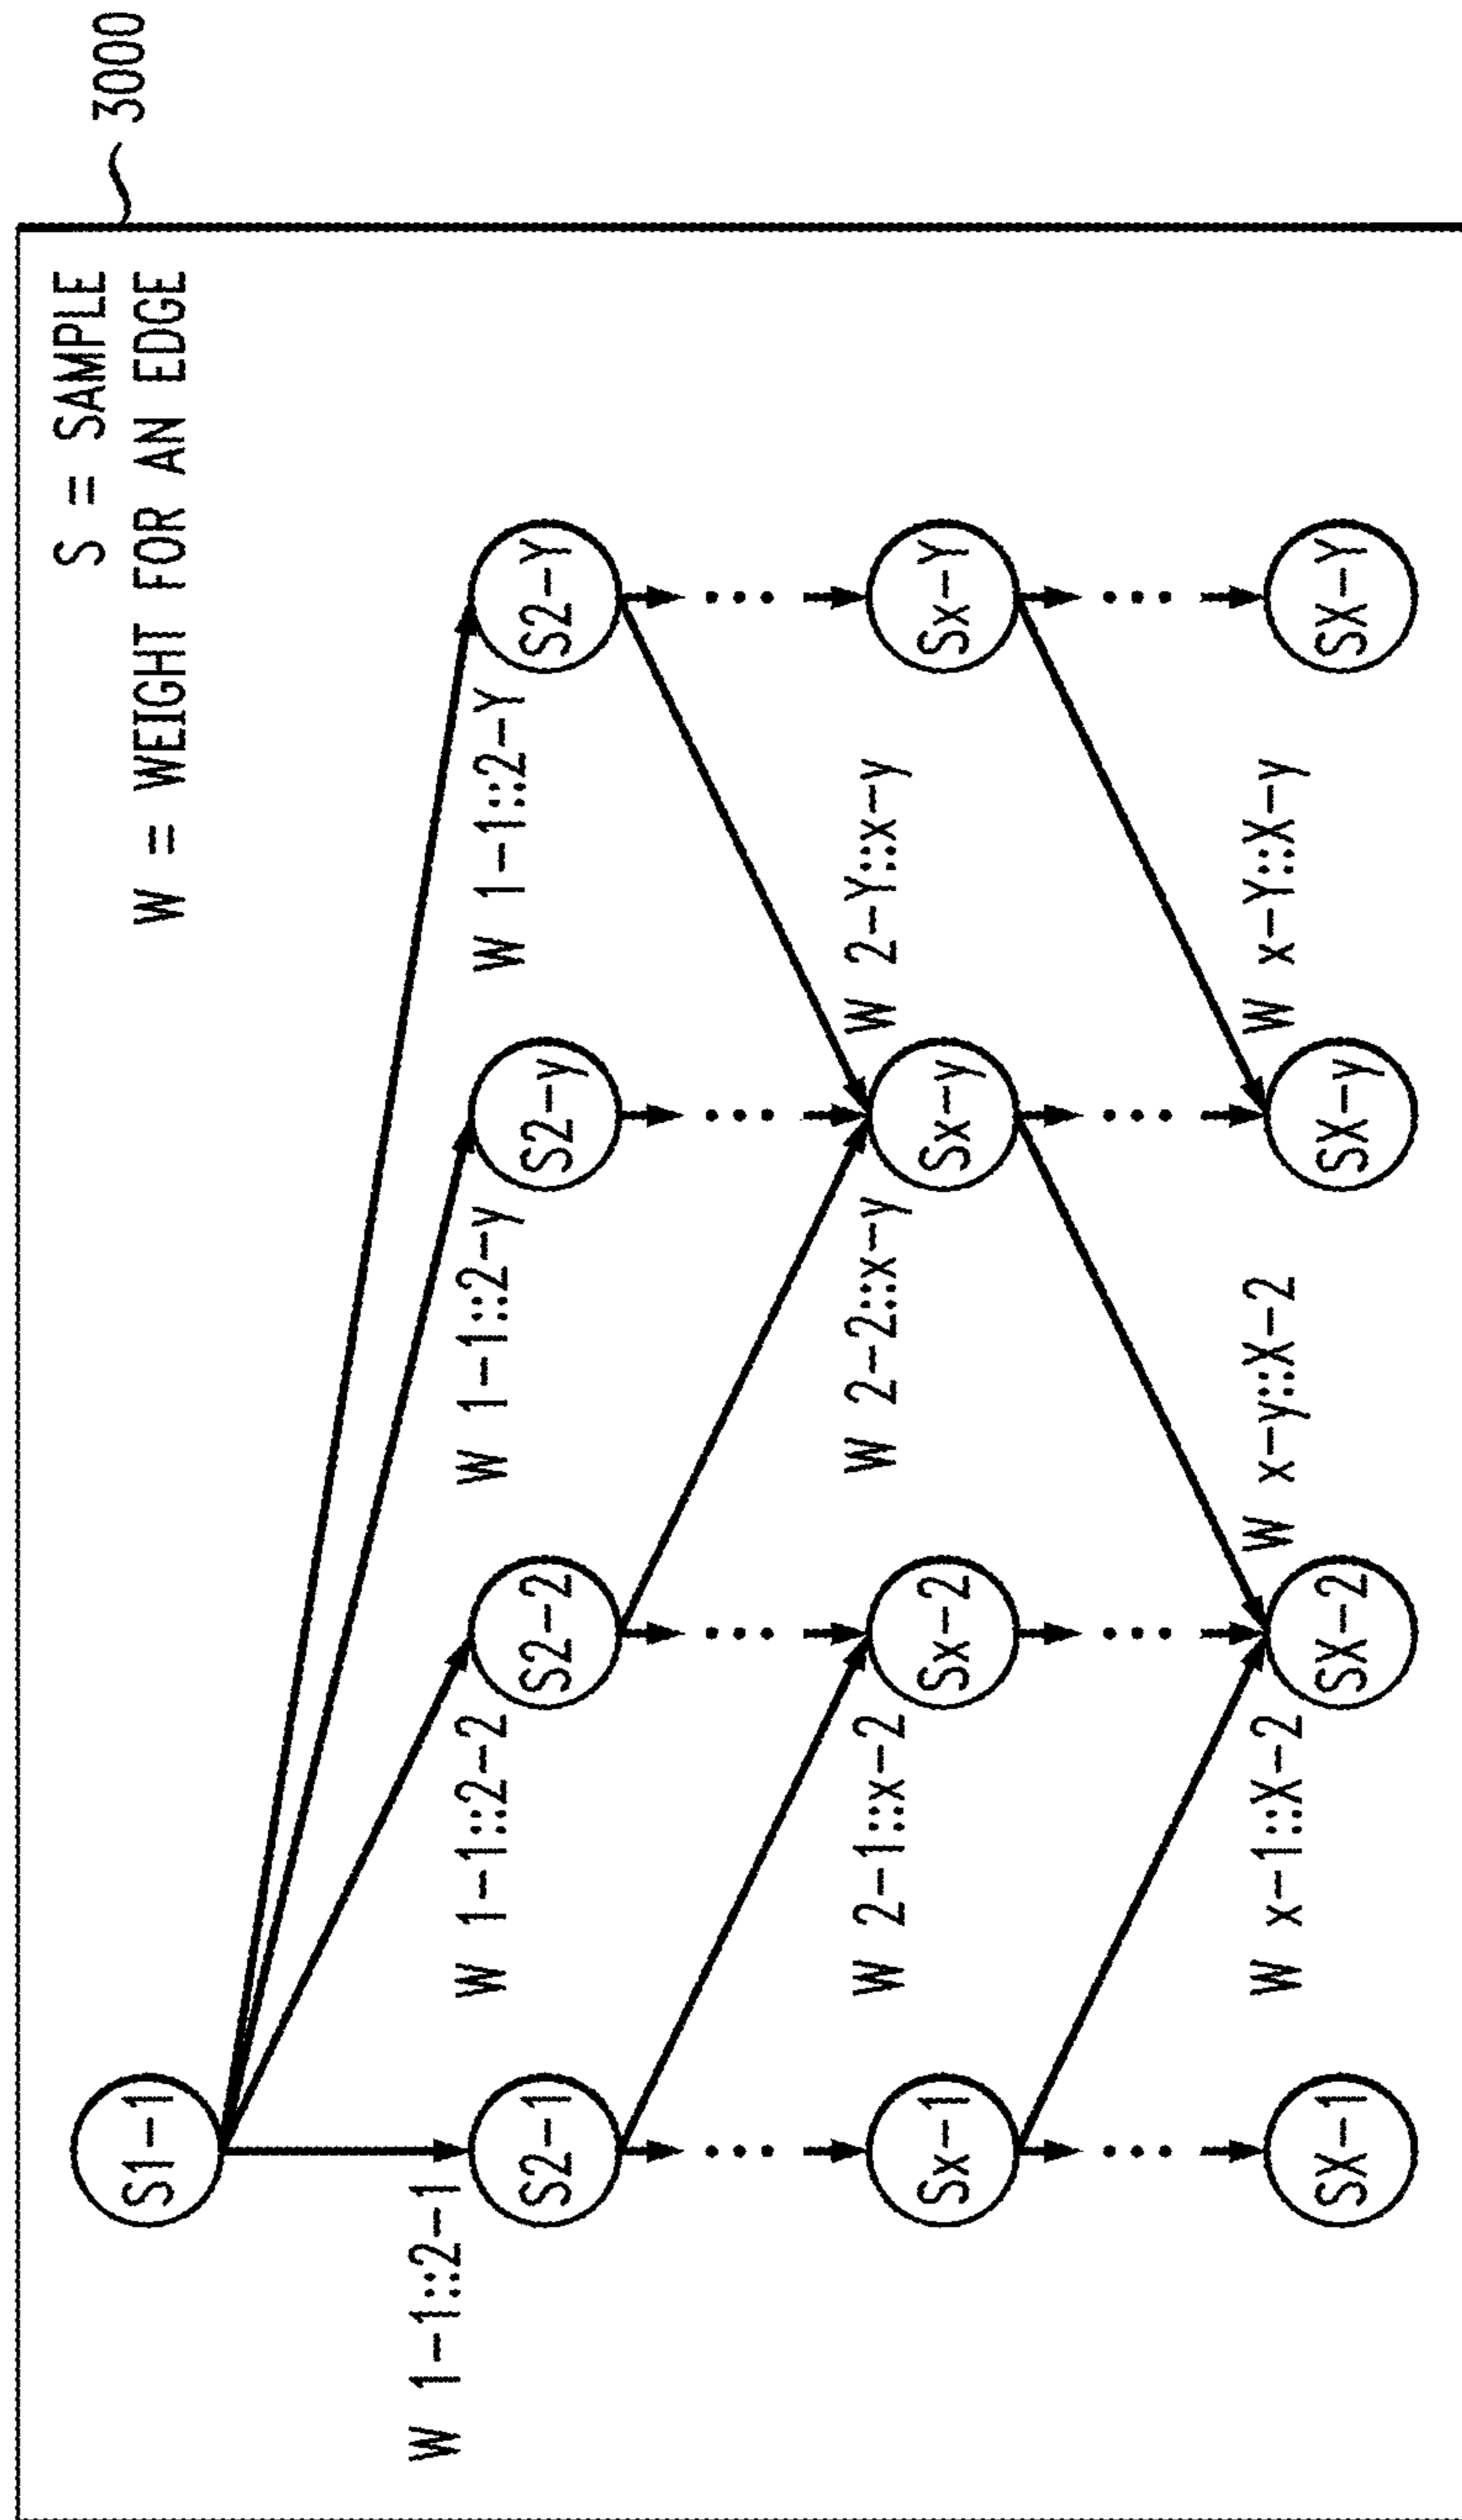 3000
S = SAMPLE
W = WEIGHT FOR AN EDGE
S1-1
W 1-1::2-1
W 1-1::2-2
W 1-1::2-y
W 1-1::2-Y
S2-1
S2-2
S2-y
S2-Y
W 2-1::x-2
W 2-2::x-y
W 2-Y::x-y
Sx-1
Sx-2
Sx-y
Sx-Y
W x-1::X-2
W x-y::X-2
W x-Y::X-y
SX-1
SX-2
SX-y
SX-Y